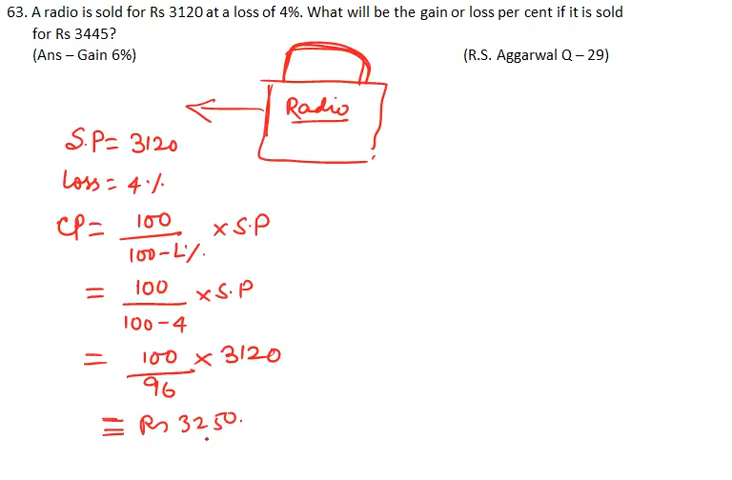 63. A radio is sold for Rs 3120 at a loss of 4%. What will be the gain or loss per cent if it is sold
for Rs 3445?
(Ans – Gain 6%) (R.S. Aggarwal Q – 29)
Radio
S.P = 3120
Loss = 4 %
CP = 100 / 100 - L% × S.P
= 100 / 100 - 4 × S.P
= 100 / 96 × 3120
= Rs 3250.